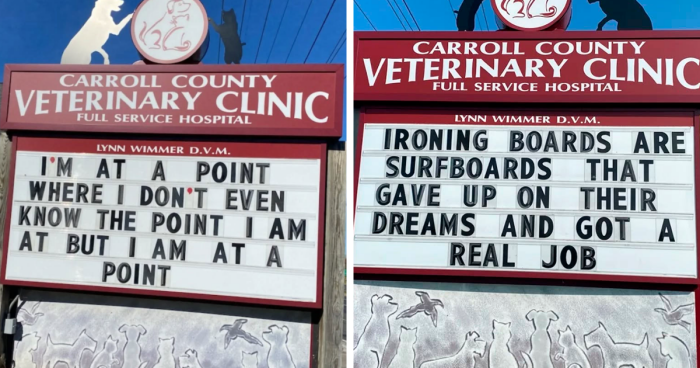 CARROLL COUNTY
VETERINARY CLINIC
FULL SERVICE HOSPITAL
LYNN WIMMER D.V.M.
I'M AT A POINT
WHERE I DON'T EVEN
KNOW THE POINT I AM
AT BUT I AM AT A
POINT
CARROLL COUNTY
VETERINARY CLINIC
FULL SERVICE HOSPITAL
LYNN WIMMER D.V.M.
IRONING BOARDS ARE
SURFBOARDS THAT
GAVE UP ON THEIR
DREAMS AND GOT A
REAL JOB